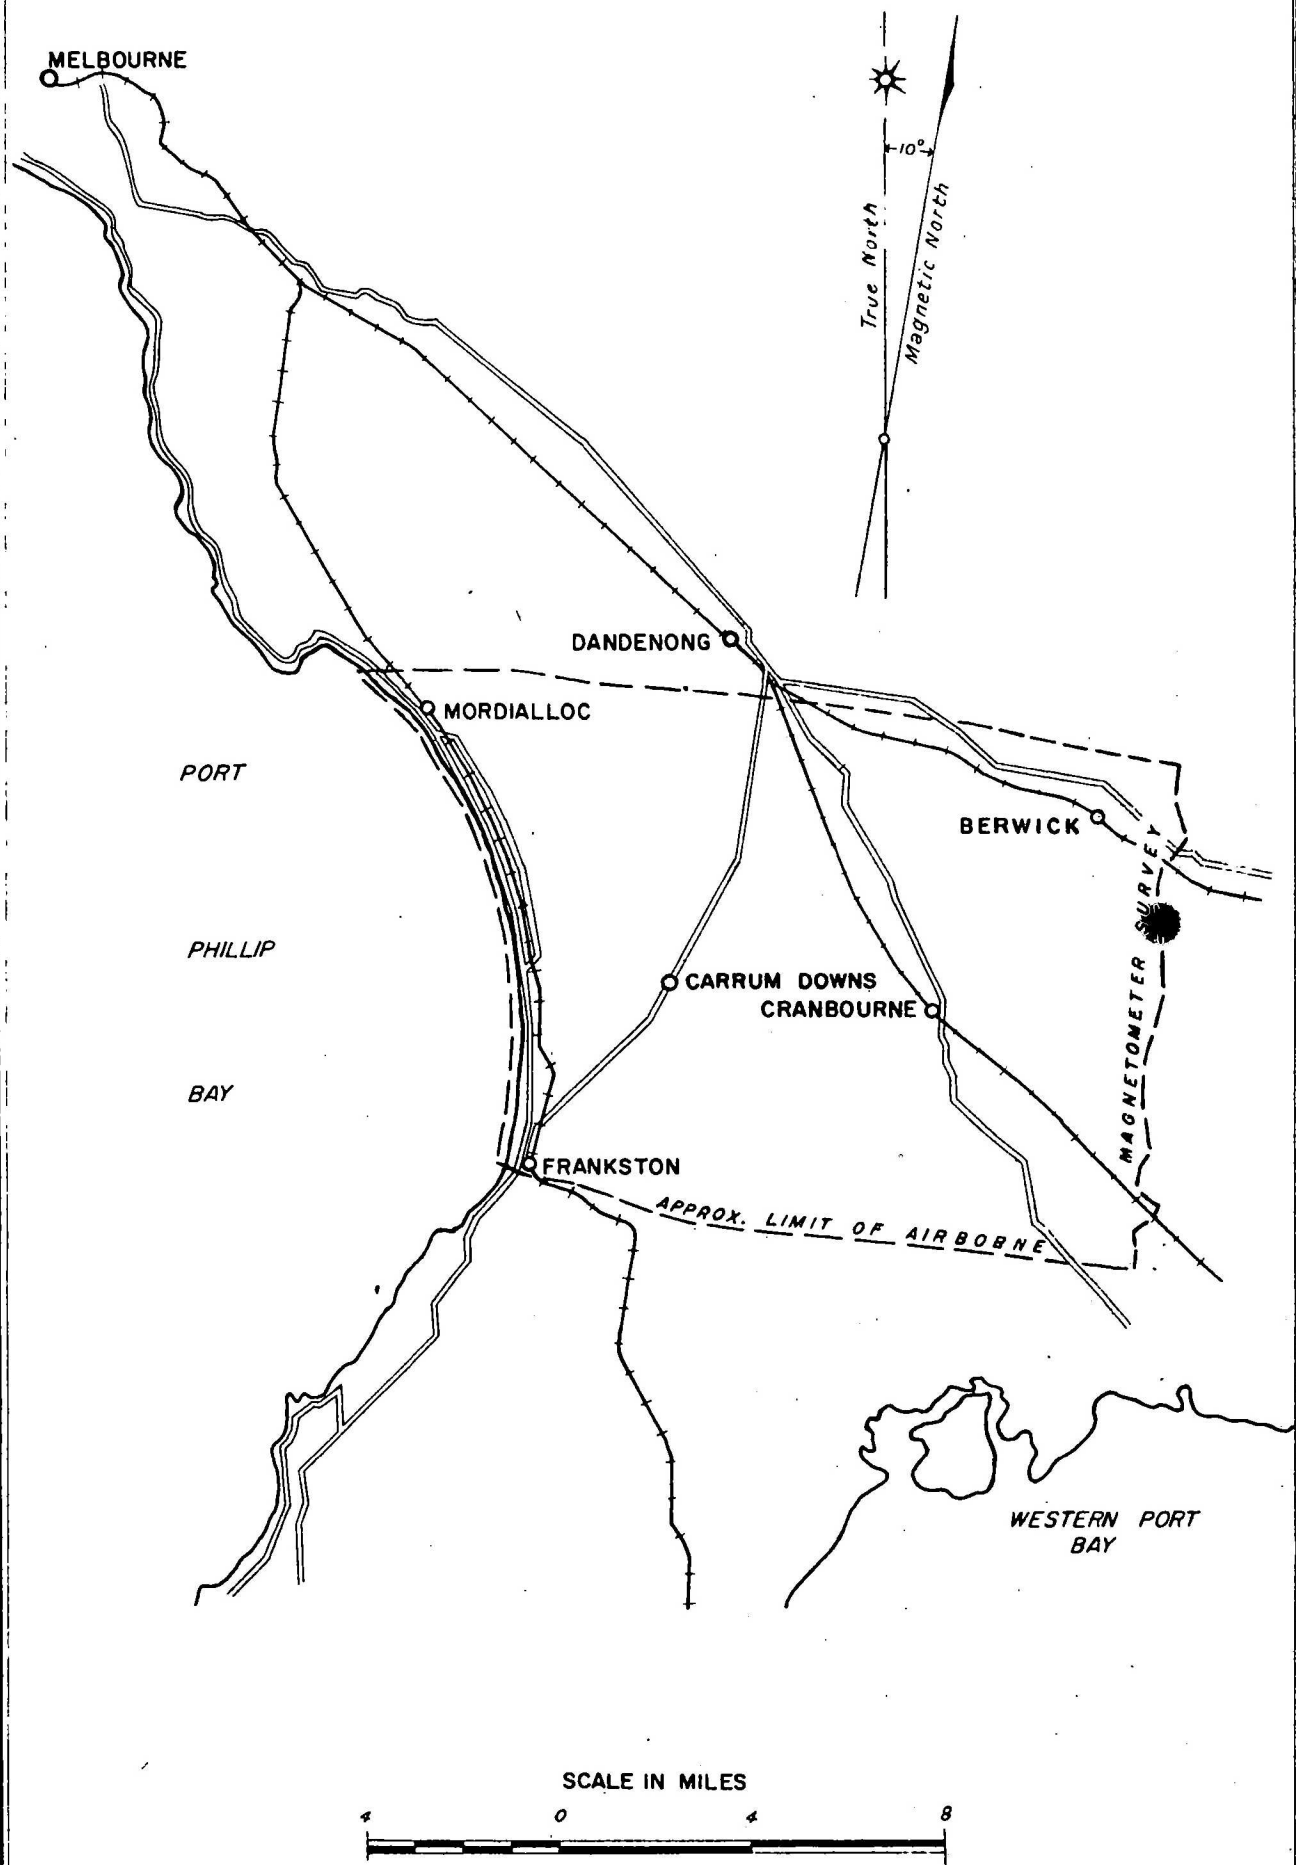 MELBOURNE
10°
True North
Magnetic North
DANDENONG
MORDIALLOC
PORT
PHILLIP
BAY
BERWICK
MAGNETOMETER SURVEY
CARRUM DOWNS
CRANBOURNE
FRANKSTON
APPROX. LIMIT OF AIRBOBNE
WESTERN PORT
BAY
SCALE IN MILES
4 0 4 8